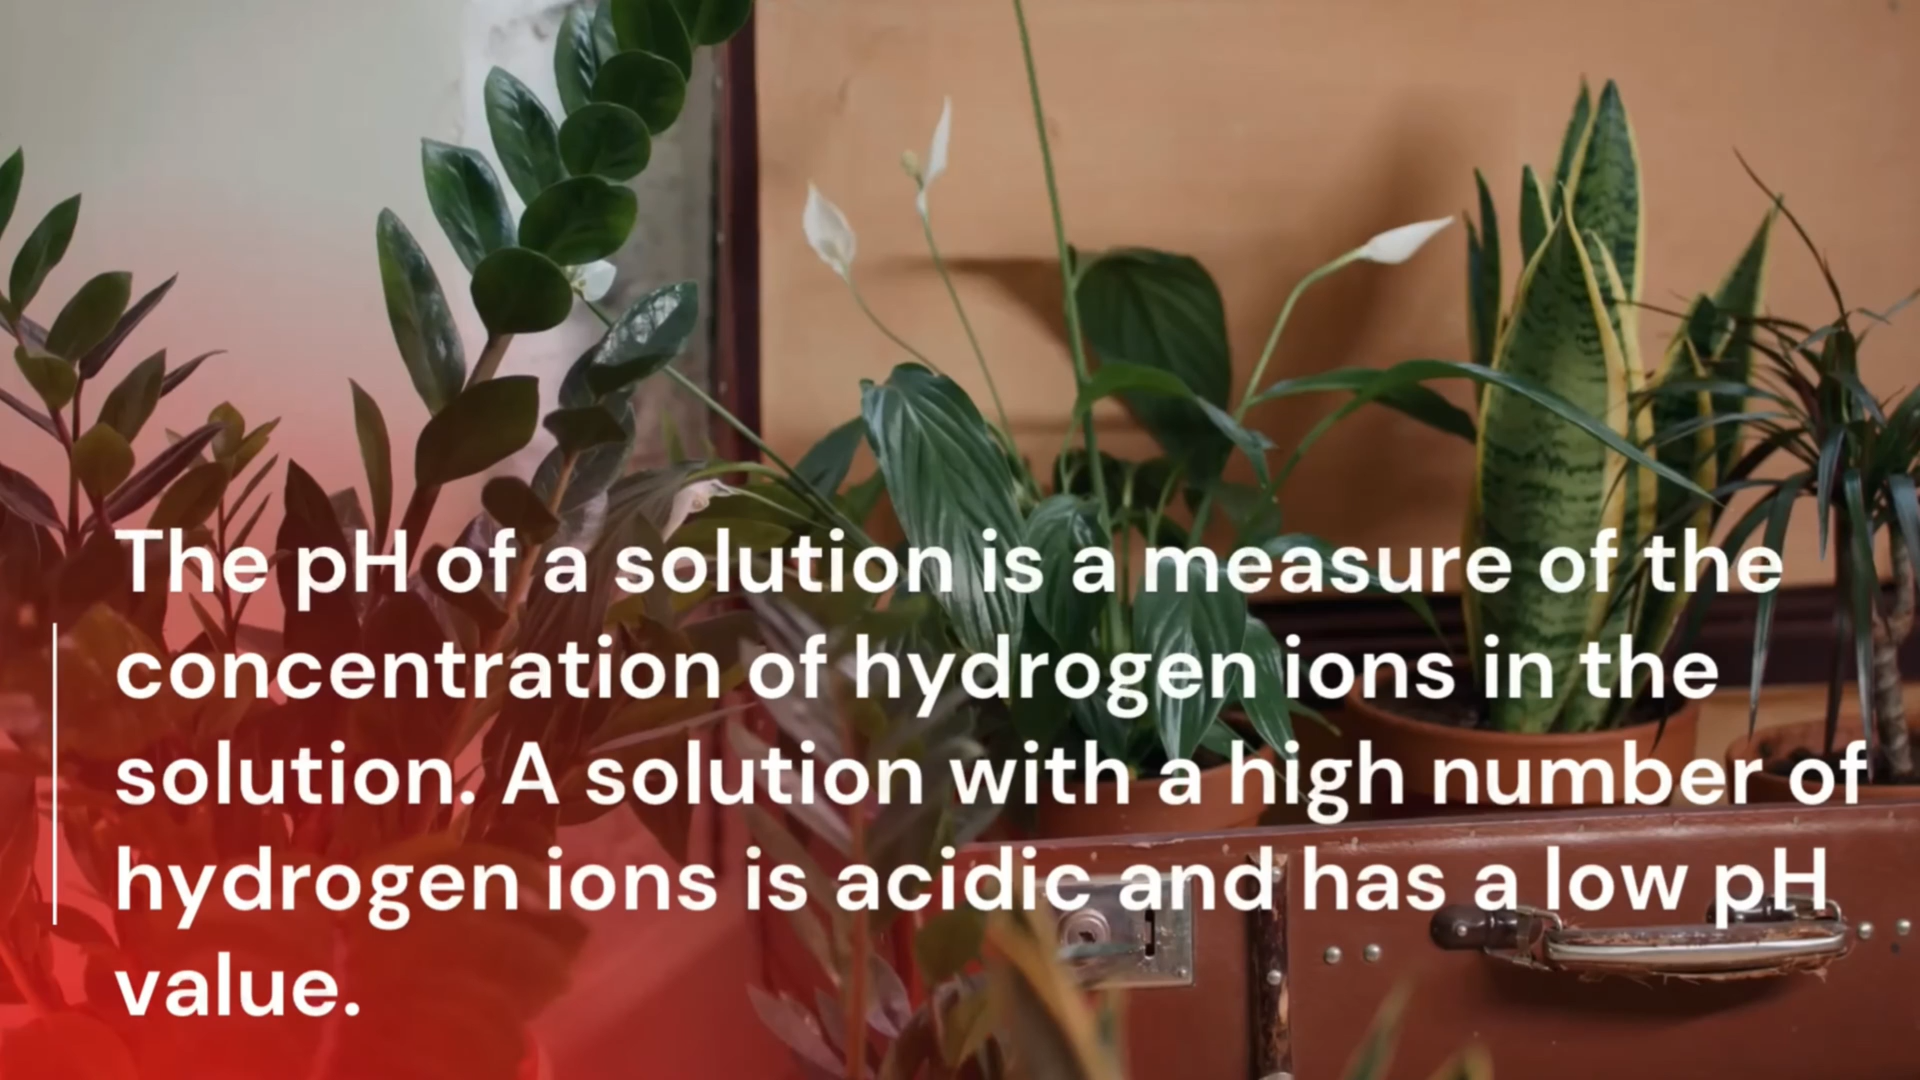 The pH of a solution is a measure of the
concentration of hydrogen ions in the
solution. A solution with a high number of
hydrogen ions is acidic and has a low pH
value.